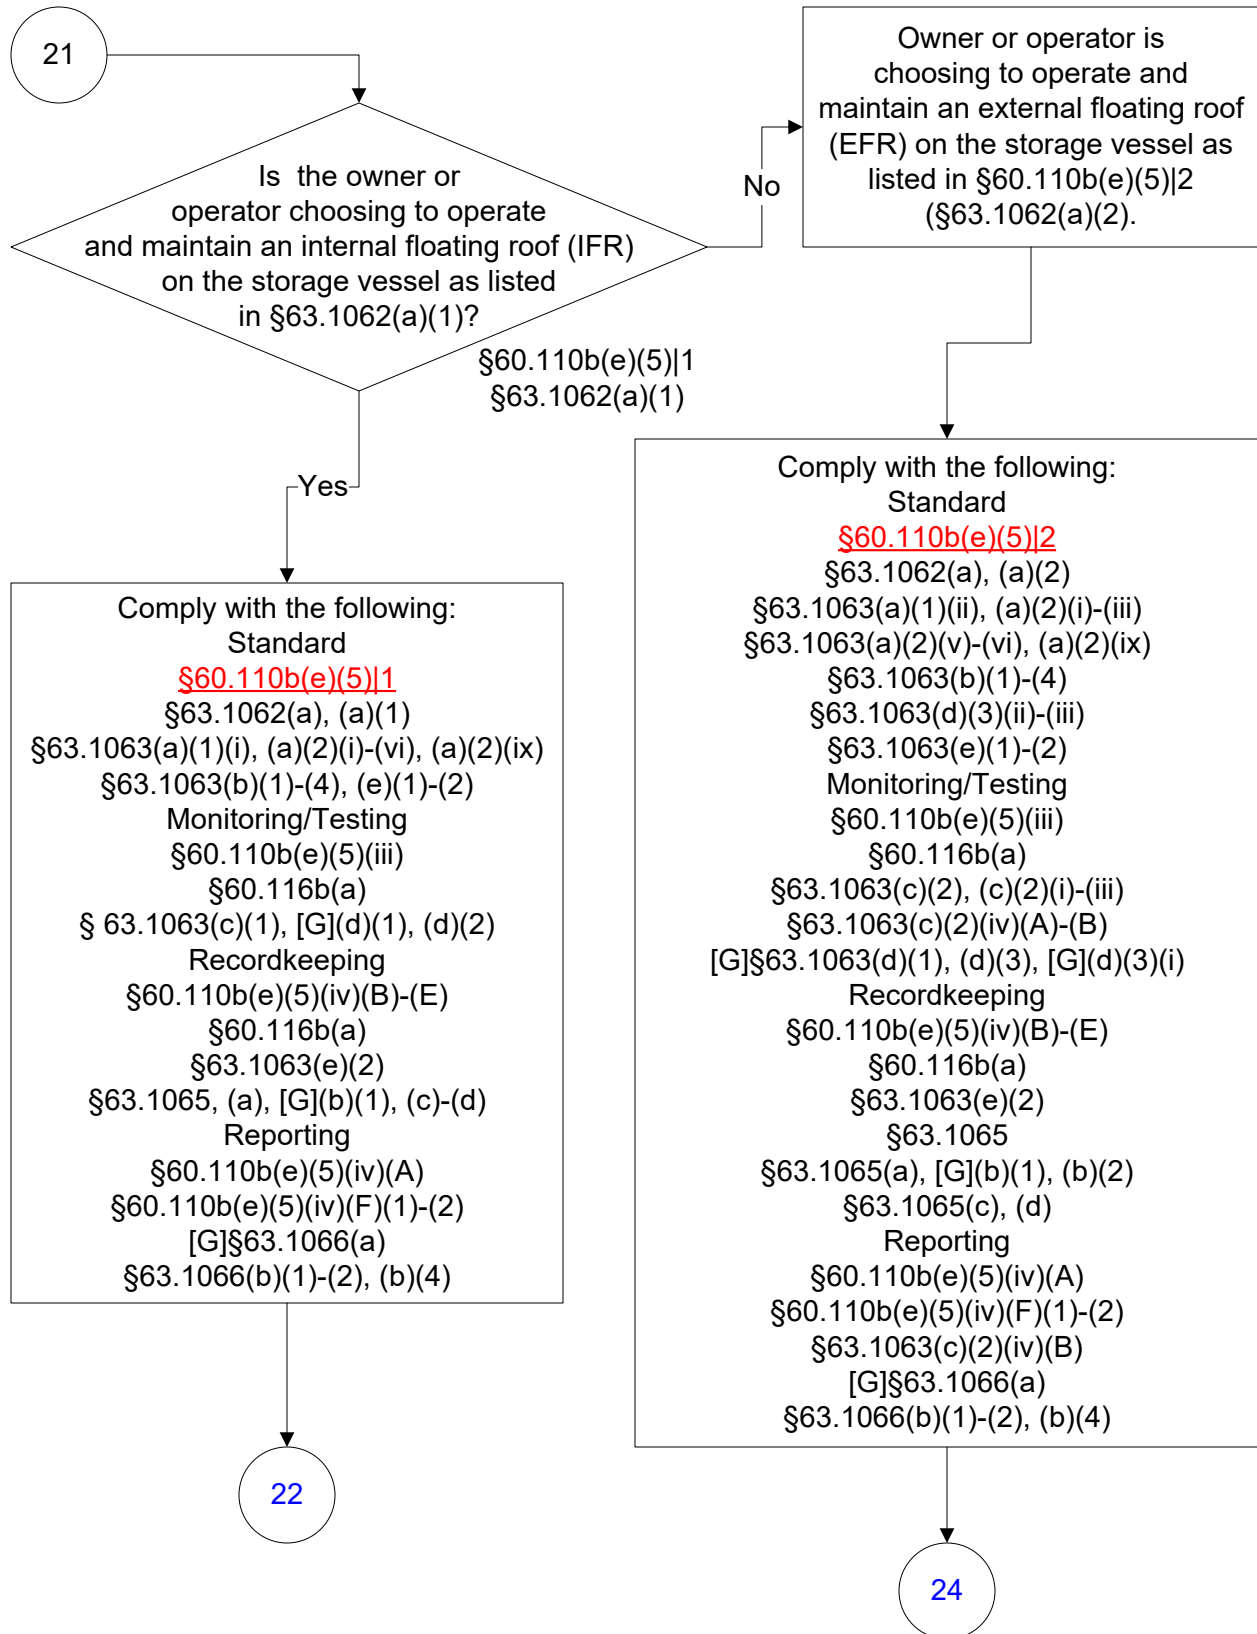 21
Is the owner or
operator choosing to operate
and maintain an internal floating roof (IFR)
on the storage vessel as listed
in §63.1062(a)(1)?
§60.110b(e)(5)|1
§63.1062(a)(1)
No
Owner or operator is
choosing to operate and
maintain an external floating roof
(EFR) on the storage vessel as
listed in §60.110b(e)(5)|2
(§63.1062(a)(2).
Yes
Comply with the following:
Standard
§60.110b(e)(5)|1
§63.1062(a), (a)(1)
§63.1063(a)(1)(i), (a)(2)(i)-(vi), (a)(2)(ix)
§63.1063(b)(1)-(4), (e)(1)-(2)
Monitoring/Testing
§60.110b(e)(5)(iii)
§60.116b(a)
§ 63.1063(c)(1), [G](d)(1), (d)(2)
Recordkeeping
§60.110b(e)(5)(iv)(B)-(E)
§60.116b(a)
§63.1063(e)(2)
§63.1065, (a), [G](b)(1), (c)-(d)
Reporting
§60.110b(e)(5)(iv)(A)
§60.110b(e)(5)(iv)(F)(1)-(2)
[G]§63.1066(a)
§63.1066(b)(1)-(2), (b)(4)
22
Comply with the following:
Standard
§60.110b(e)(5)|2
§63.1062(a), (a)(2)
§63.1063(a)(1)(ii), (a)(2)(i)-(iii)
§63.1063(a)(2)(v)-(vi), (a)(2)(ix)
§63.1063(b)(1)-(4)
§63.1063(d)(3)(ii)-(iii)
§63.1063(e)(1)-(2)
Monitoring/Testing
§60.110b(e)(5)(iii)
§60.116b(a)
§63.1063(c)(2), (c)(2)(i)-(iii)
§63.1063(c)(2)(iv)(A)-(B)
[G]§63.1063(d)(1), (d)(3), [G](d)(3)(i)
Recordkeeping
§60.110b(e)(5)(iv)(B)-(E)
§60.116b(a)
§63.1063(e)(2)
§63.1065
§63.1065(a), [G](b)(1), (b)(2)
§63.1065(c), (d)
Reporting
§60.110b(e)(5)(iv)(A)
§60.110b(e)(5)(iv)(F)(1)-(2)
§63.1063(c)(2)(iv)(B)
[G]§63.1066(a)
§63.1066(b)(1)-(2), (b)(4)
24